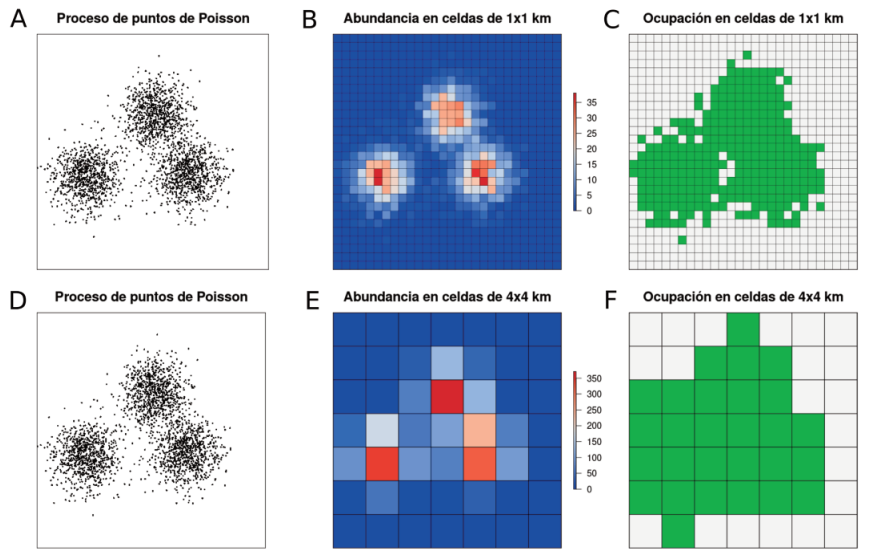 A Proceso de puntos de Poisson
B Abundancia en celdas de 1x1 km
C Ocupación en celdas de 1x1 km
35
30
25
20
15
10
5
0
D Proceso de puntos de Poisson
E Abundancia en celdas de 4x4 km
F Ocupación en celdas de 4x4 km
350
300
250
200
150
100
50
0